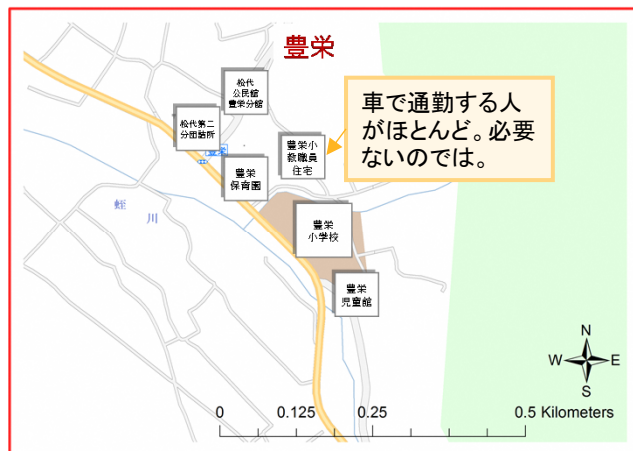 豊栄
松代
公民館
豊栄分館
松代第二
分団詰所
豊栄小
教職員
住宅
車で通勤する人
がほとんど。必要
ないのでは。
豊栄
保育園
蛭川
豊栄
小学校
豊栄
児童館
N
W E
S
0 0.125 0.25 0.5 Kilometers